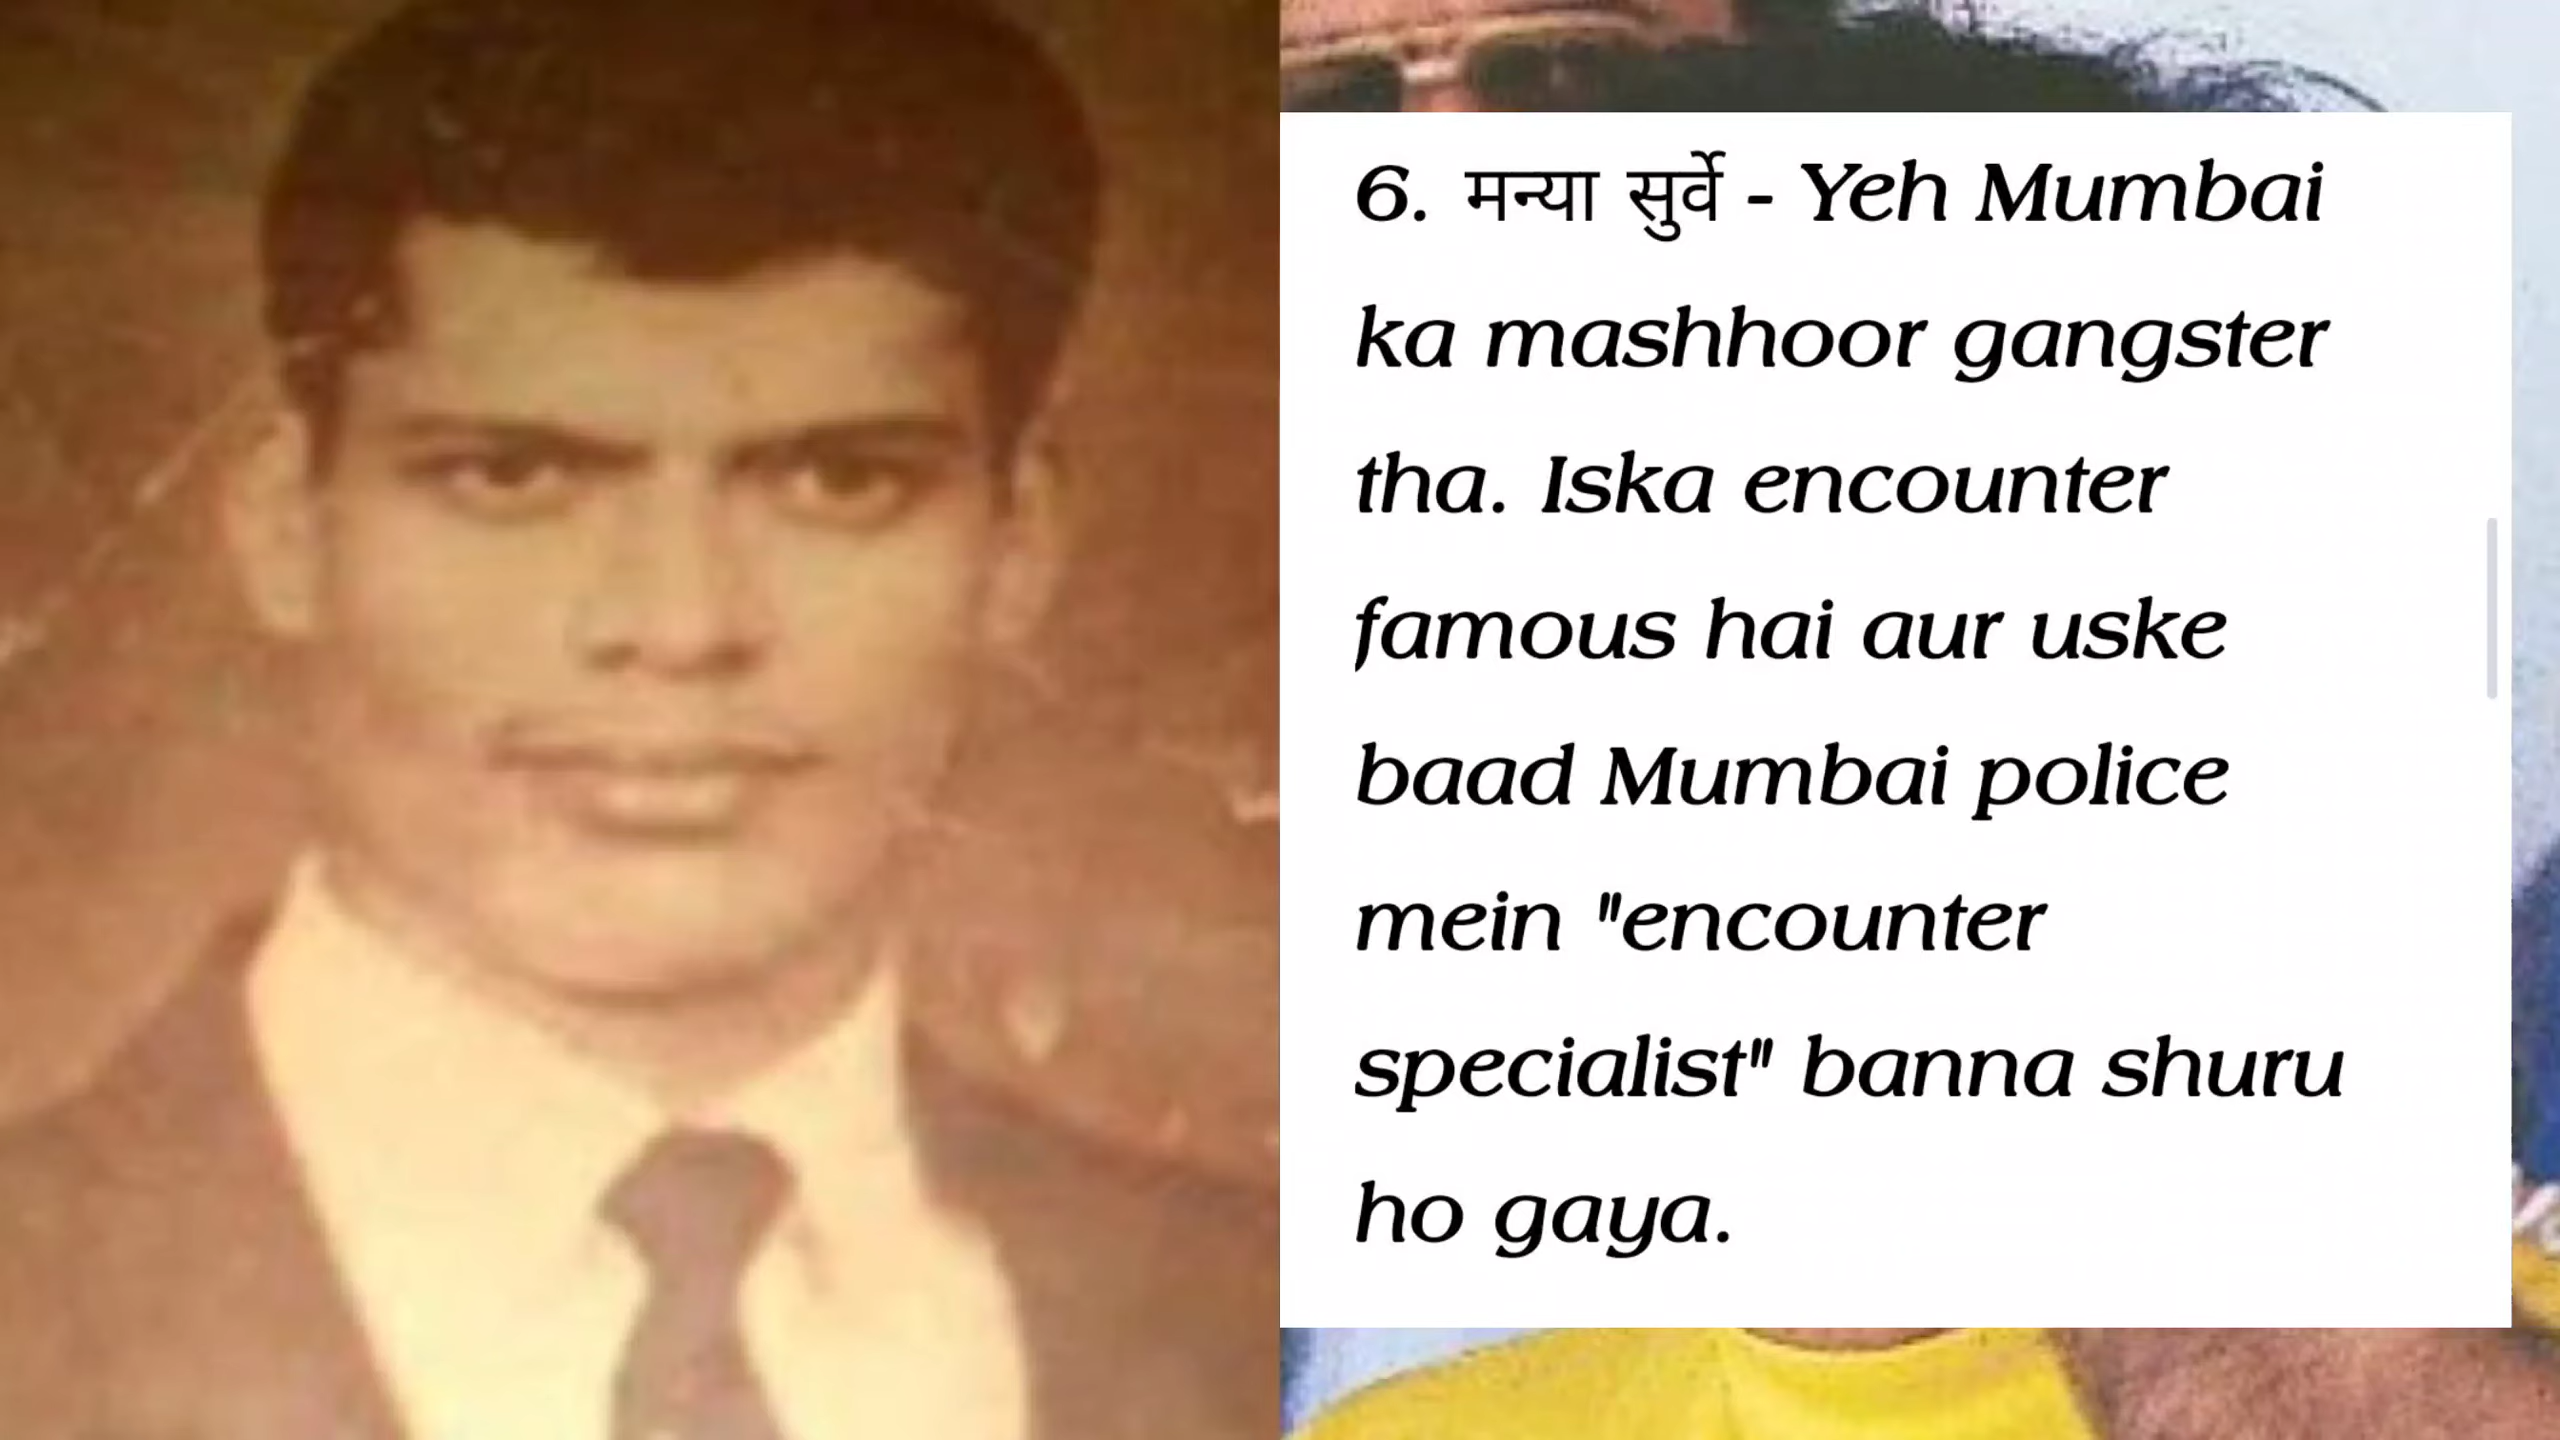 6. मन्या सुर्वे - Yeh Mumbai
ka mashhoor gangster
tha. Iska encounter
famous hai aur uske
baad Mumbai police
mein "encounter
specialist" banna shuru
ho gaya.